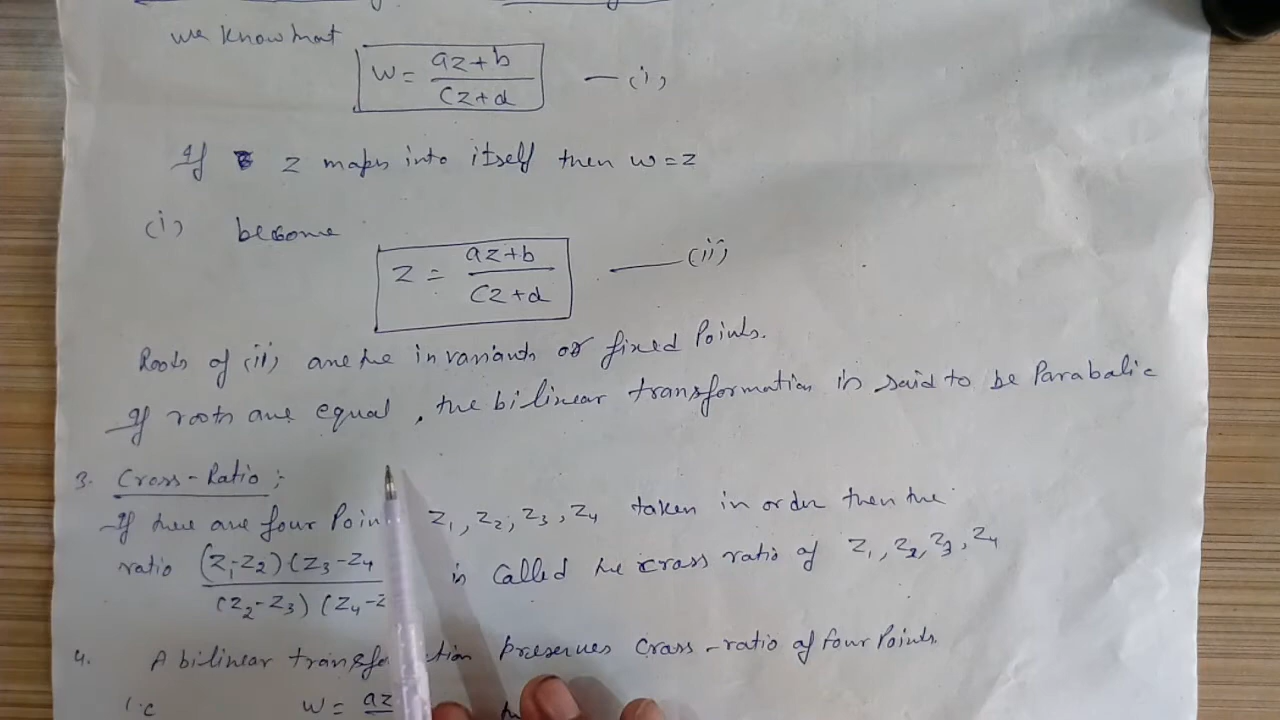 we know that
w = az+b / cz+d — (i)
If z maps into itself then w = z
(i) become
z = az+b / cz+d — (ii)
Roots of (ii) are the invariants or fixed Points.
If roots are equal, the bilinear transformation is said to be Parabalic
3. Cross-Ratio :-
If there are four Poin z₁, z₂, z₃, z₄ taken in order then the
ratio (z₁-z₂)(z₃-z₄ / (z₂-z₃)(z₄-z is called the cross ratio of z₁, z₂, z₃, z₄
4. A bilinear transfo tion Preserves cross-ratio of four Points.
i.e w = az